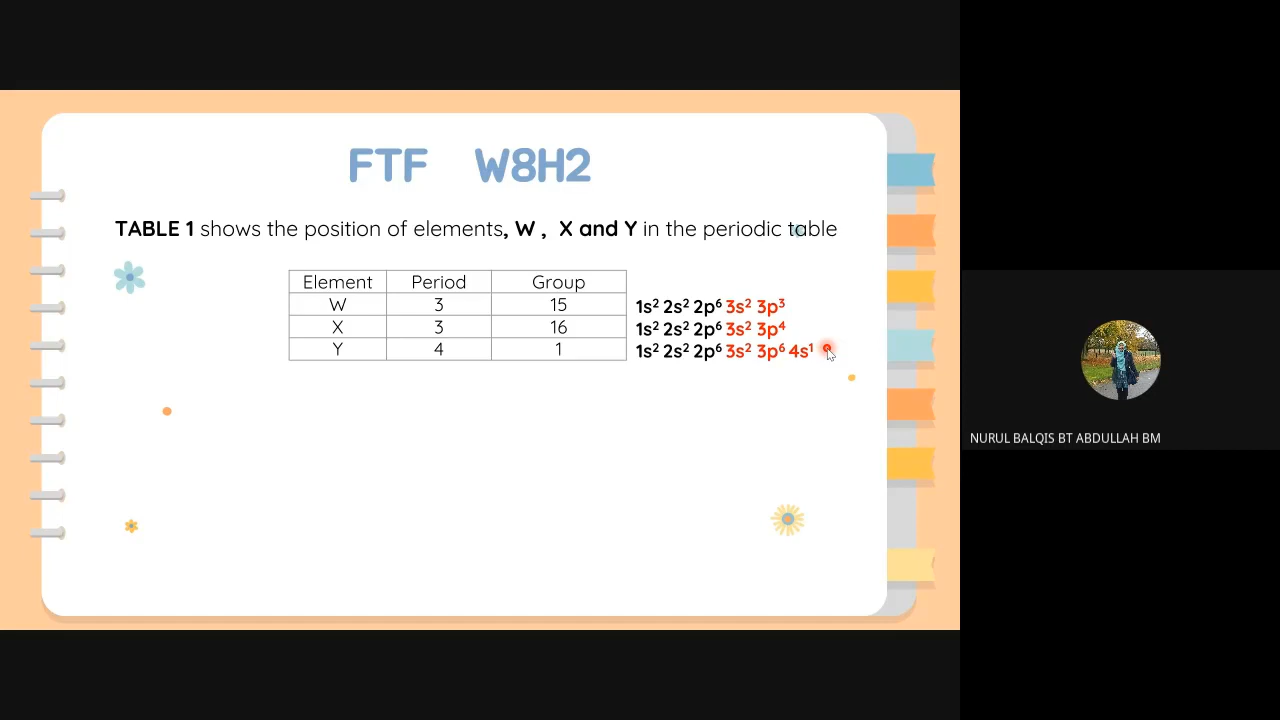 FTF W8H2
TABLE 1 shows the position of elements, W , X and Y in the periodic table
Element Period Group
W 3 15 1s² 2s² 2p⁶ 3s² 3p³
X 3 16 1s² 2s² 2p⁶ 3s² 3p⁴
Y 4 1 1s² 2s² 2p⁶ 3s² 3p⁶ 4s¹
NURUL BALQIS BT ABDULLAH BM